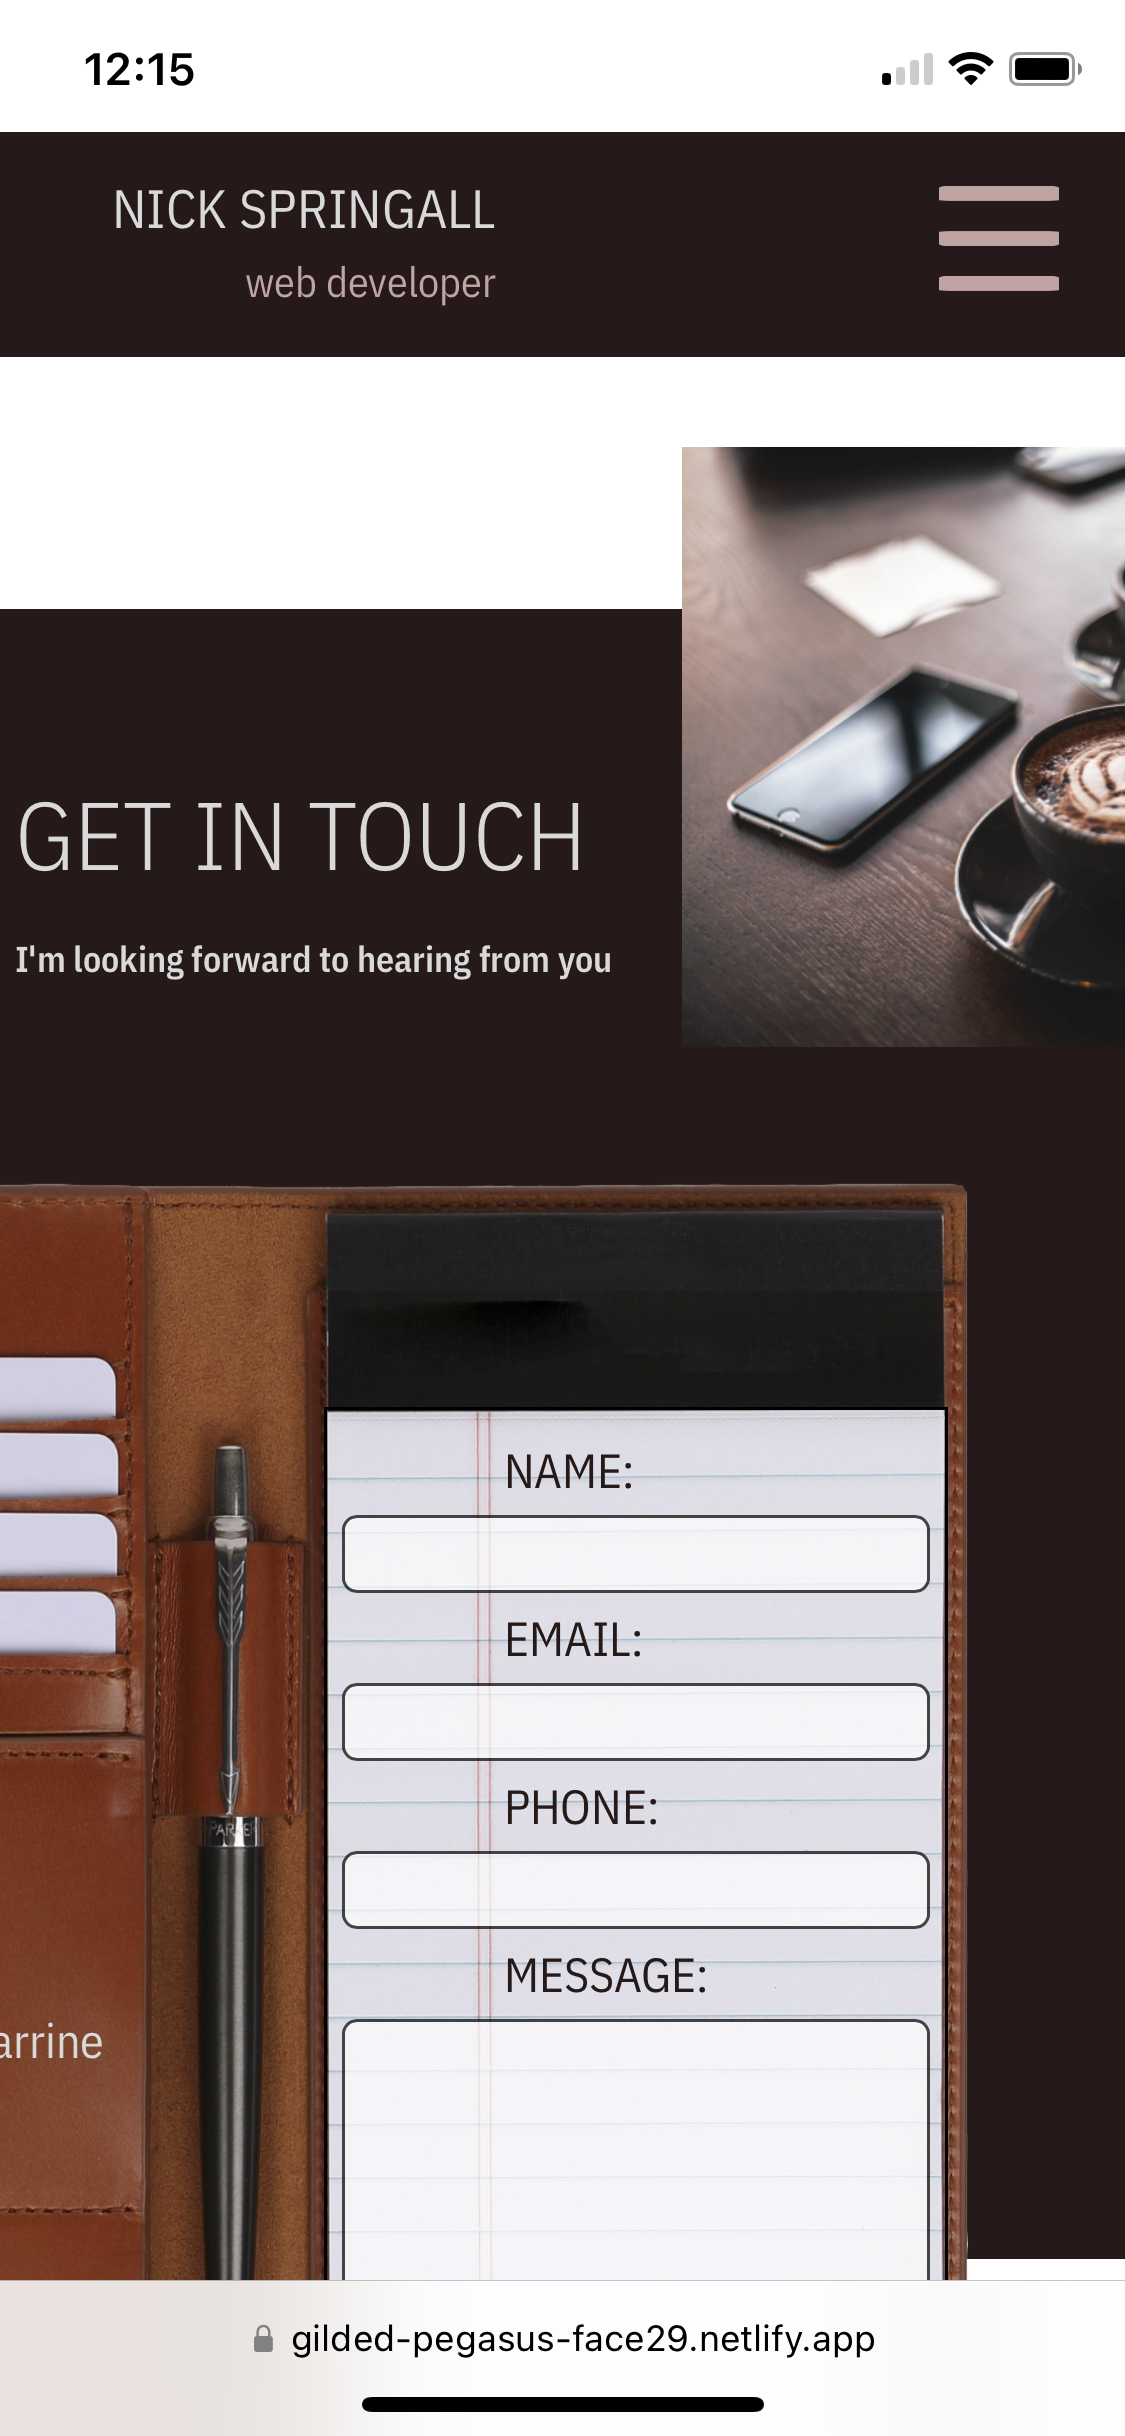 12:15
NICK SPRINGALL
web developer
GET IN TOUCH
I'm looking forward to hearing from you
NAME:
EMAIL:
PHONE:
PARKER
MESSAGE:
arrine
gilded-pegasus-face29.netlify.app